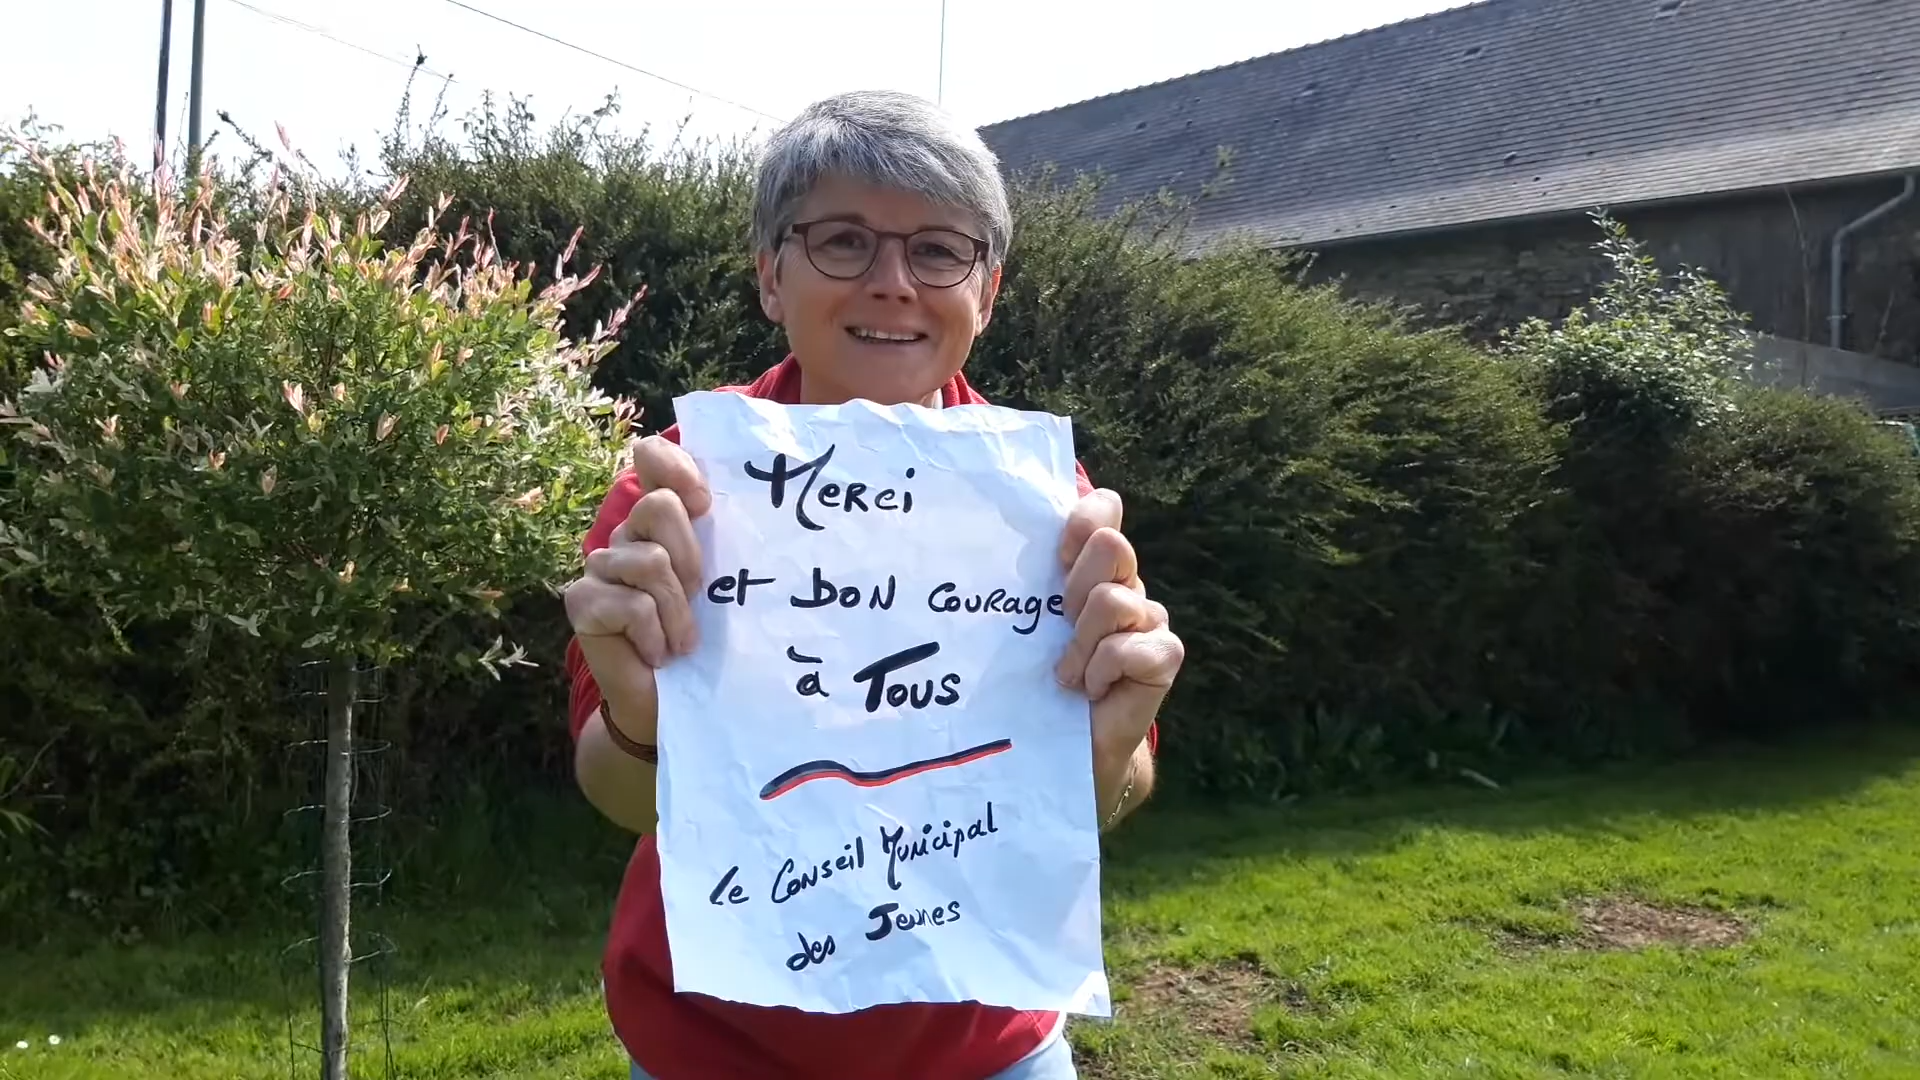 Merci
et BON COURAge
à TOUS
Le Conseil Municipal
des Jeunes